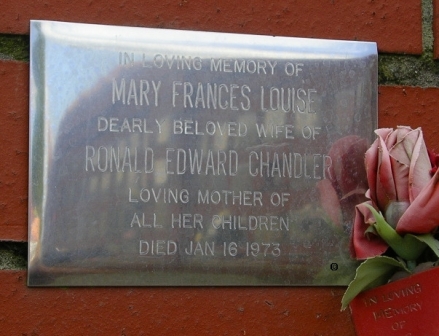 IN LOVING MEMORY OF
MARY FRANCES LOUISE
DEARLY BELOVED WIFE OF
RONALD EDWARD CHANDLER
LOVING MOTHER OF
ALL HER CHILDREN
DIED JAN 16 1973
IN LOVING
MEMORY
OF